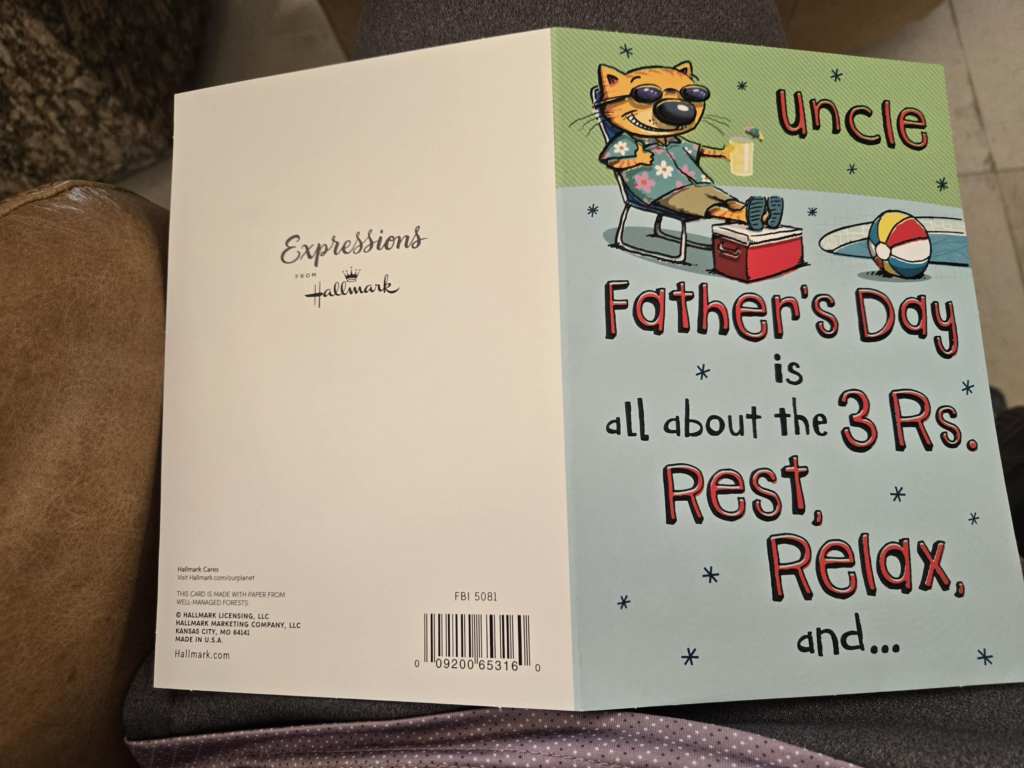 Expressions
FROM
Hallmark
Hallmark Cares
Visit Hallmark.com/ourplanet
THIS CARD IS MADE WITH PAPER FROM
WELL-MANAGED FORESTS.
© HALLMARK LICENSING, LLC
HALLMARK MARKETING COMPANY, LLC
KANSAS CITY, MO 64141
MADE IN U.S.A.
Hallmark.com
FBI 5081
0 09200 65316 0
uncle
Father's Day
is
all about the 3 Rs.
Rest,
Relax,
and...